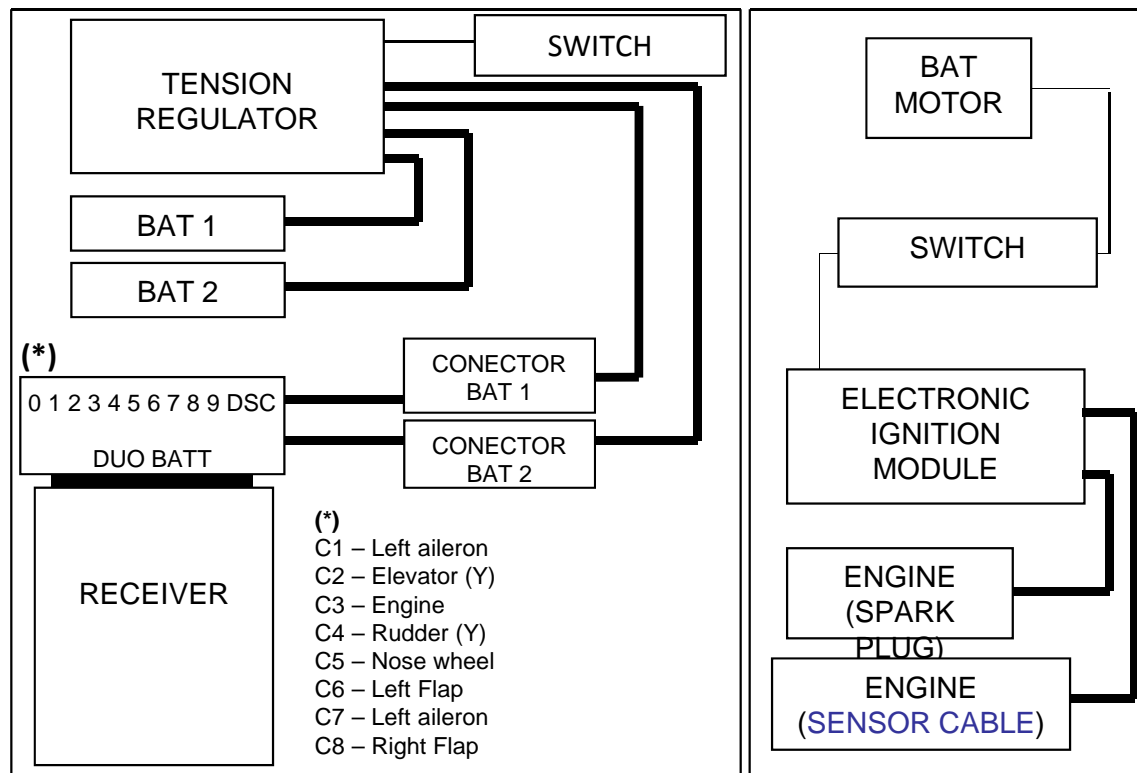 TENSION
REGULATOR
SWITCH
BAT 1
BAT 2
(*)
0 1 2 3 4 5 6 7 8 9 DSC
DUO BATT
CONECTOR
BAT 1
CONECTOR
BAT 2
RECEIVER
(*)
C1 – Left aileron
C2 – Elevator (Y)
C3 – Engine
C4 – Rudder (Y)
C5 – Nose wheel
C6 – Left Flap
C7 – Left aileron
C8 – Right Flap
BAT
MOTOR
SWITCH
ELECTRONIC
IGNITION
MODULE
ENGINE
(SPARK
PLUG)
ENGINE
(SENSOR CABLE)